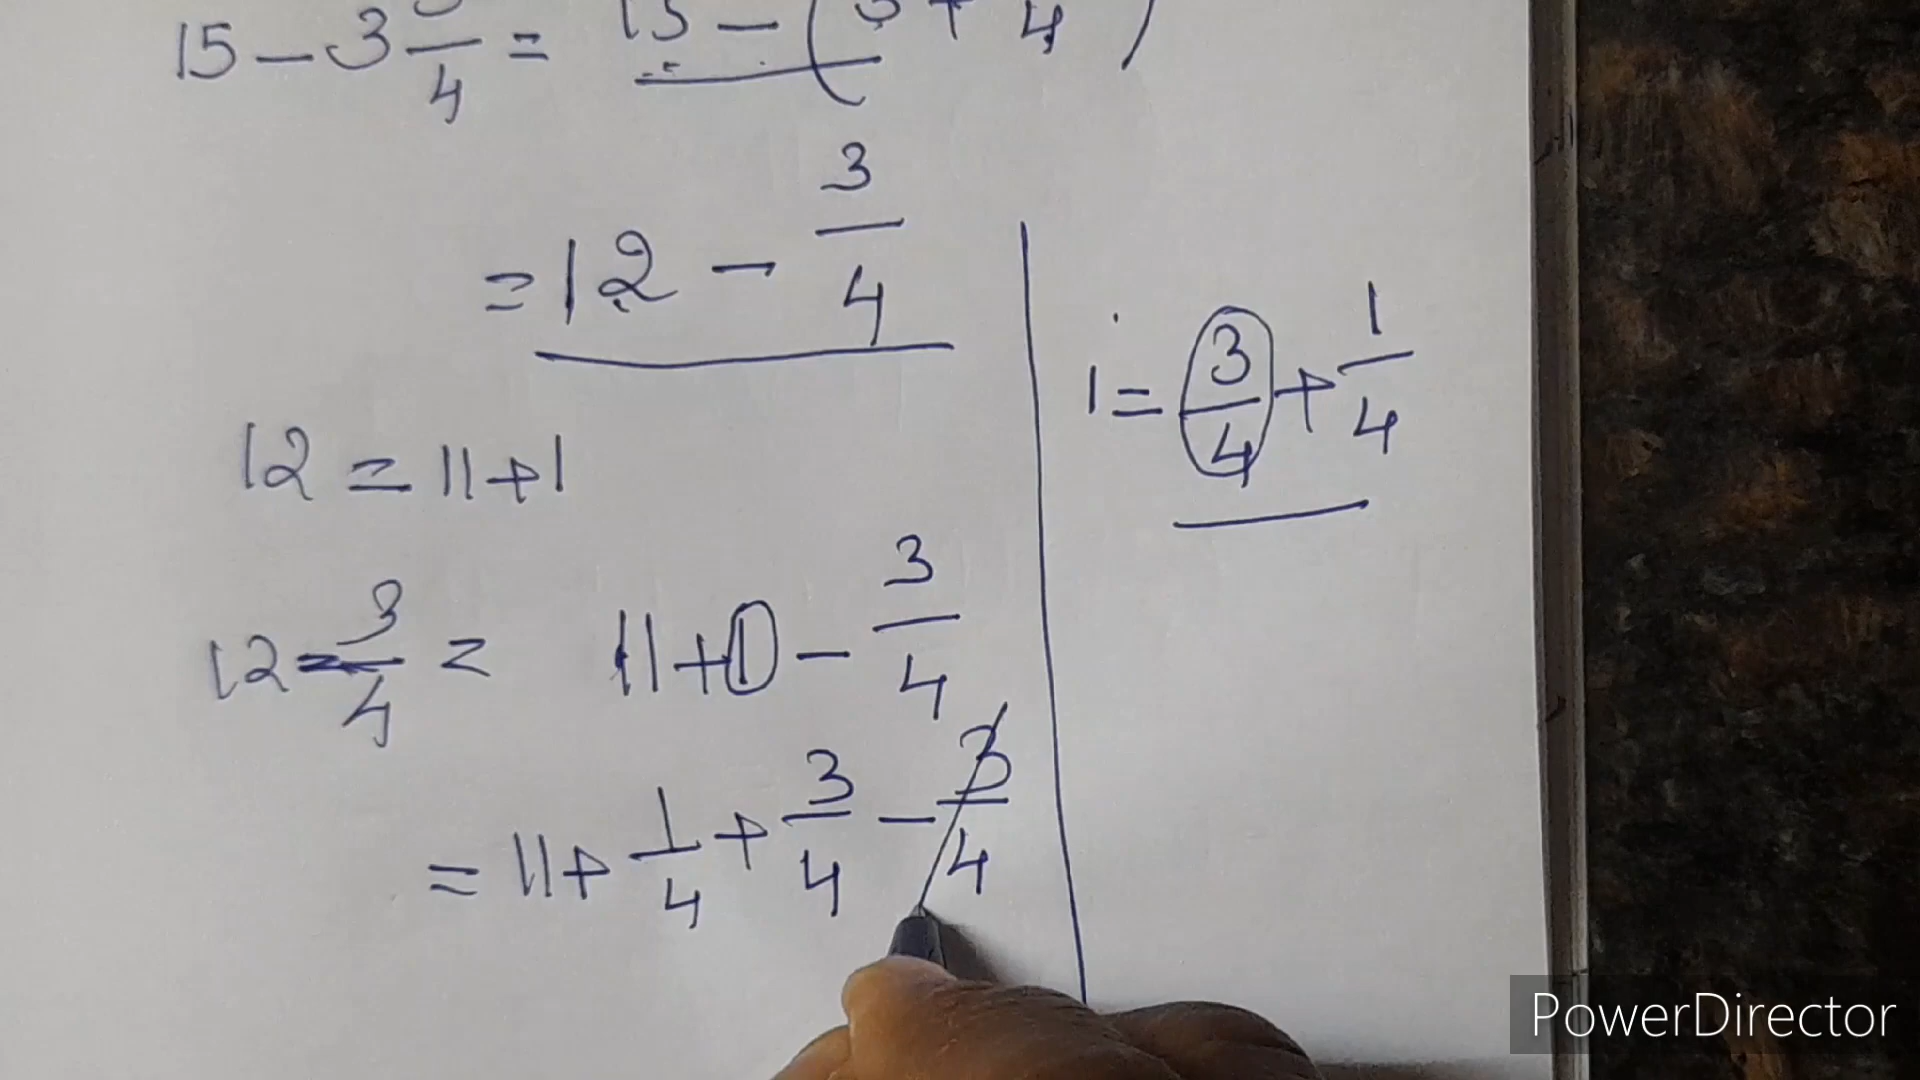 15 - 3 3/4 = 15 - (3 + 3/4)
= 12 - 3/4
12 = 11+1
12 - 3/4 = 11+1 - 3/4
= 11 + 1/4 + 3/4 - 3/4
1 = 3/4 + 1/4
PowerDirector